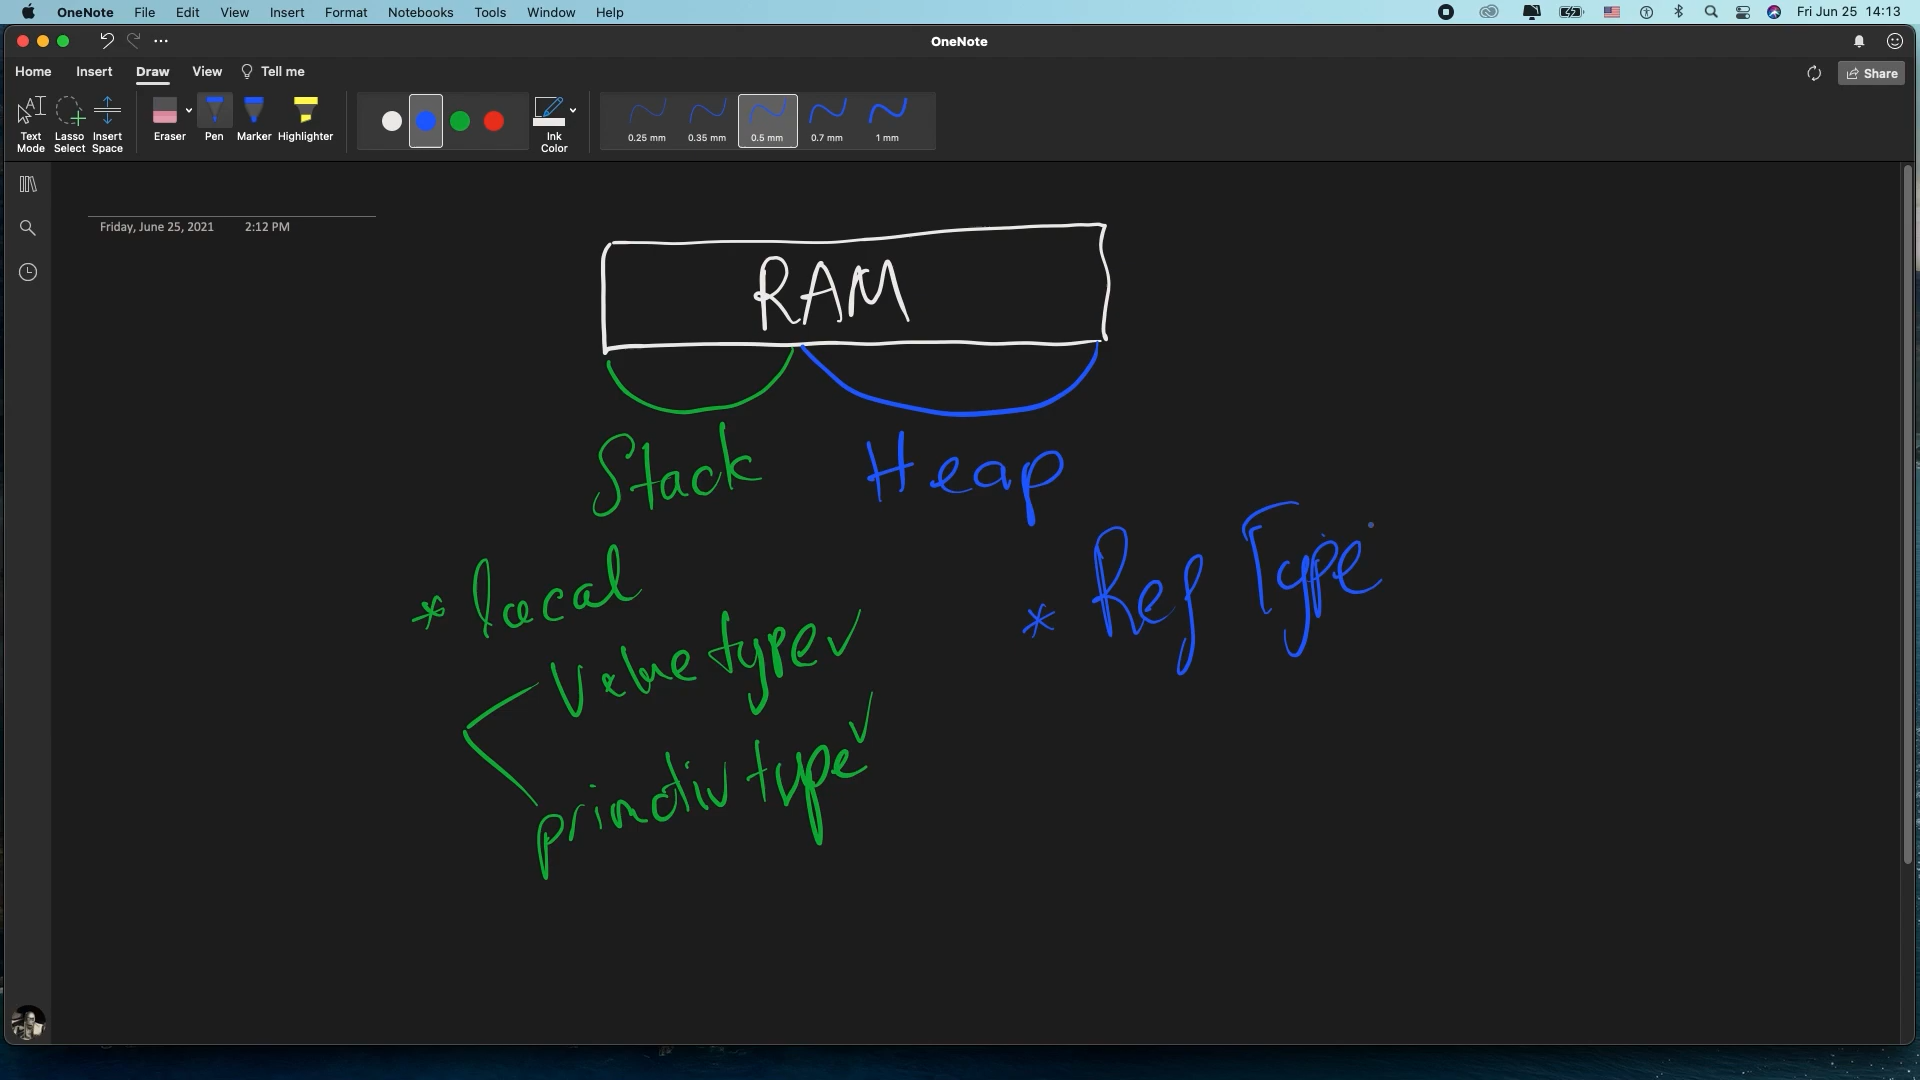 OneNote File Edit View Insert Format Notebooks Tools Window Help Fri Jun 25 14:13
OneNote
Home Insert Draw View Tell me Share
Text Mode Lasso Select Insert Space Eraser Pen Marker Highlighter Ink Color 0.25 mm 0.35 mm 0.5 mm 0.7 mm 1 mm
Friday, June 25, 2021 2:12 PM
RAM
Stack Heap
* local
* Ref Type
Value type
primitiv type